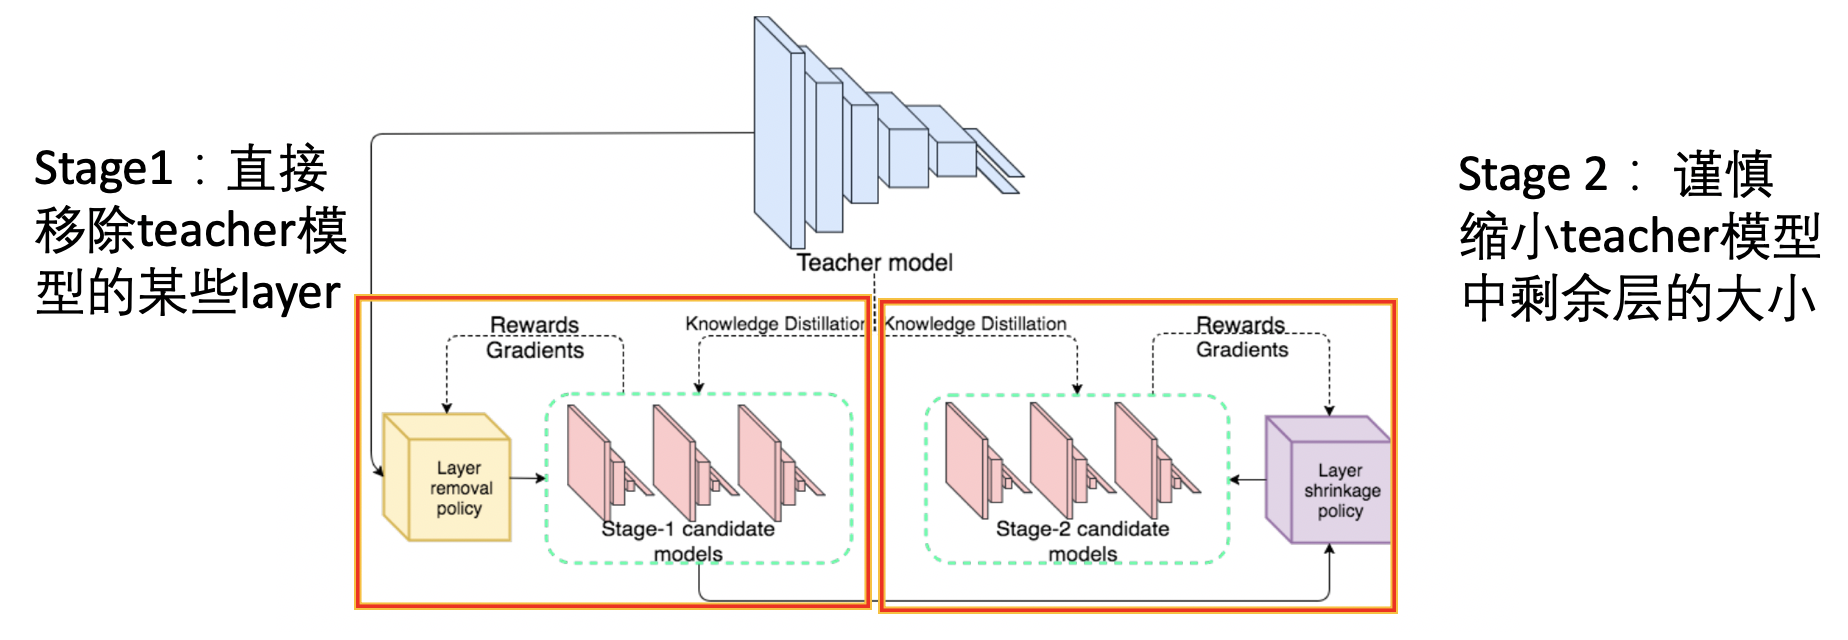 Stage1：直接
移除teacher模
型的某些layer
Teacher model
Stage 2： 谨慎
缩小teacher模型
中剩余层的大小
Rewards
Gradients
Knowledge Distillation
Layer
removal
policy
Stage-1 candidate
models
Knowledge Distillation
Rewards
Gradients
Stage-2 candidate
models
Layer
shrinkage
policy